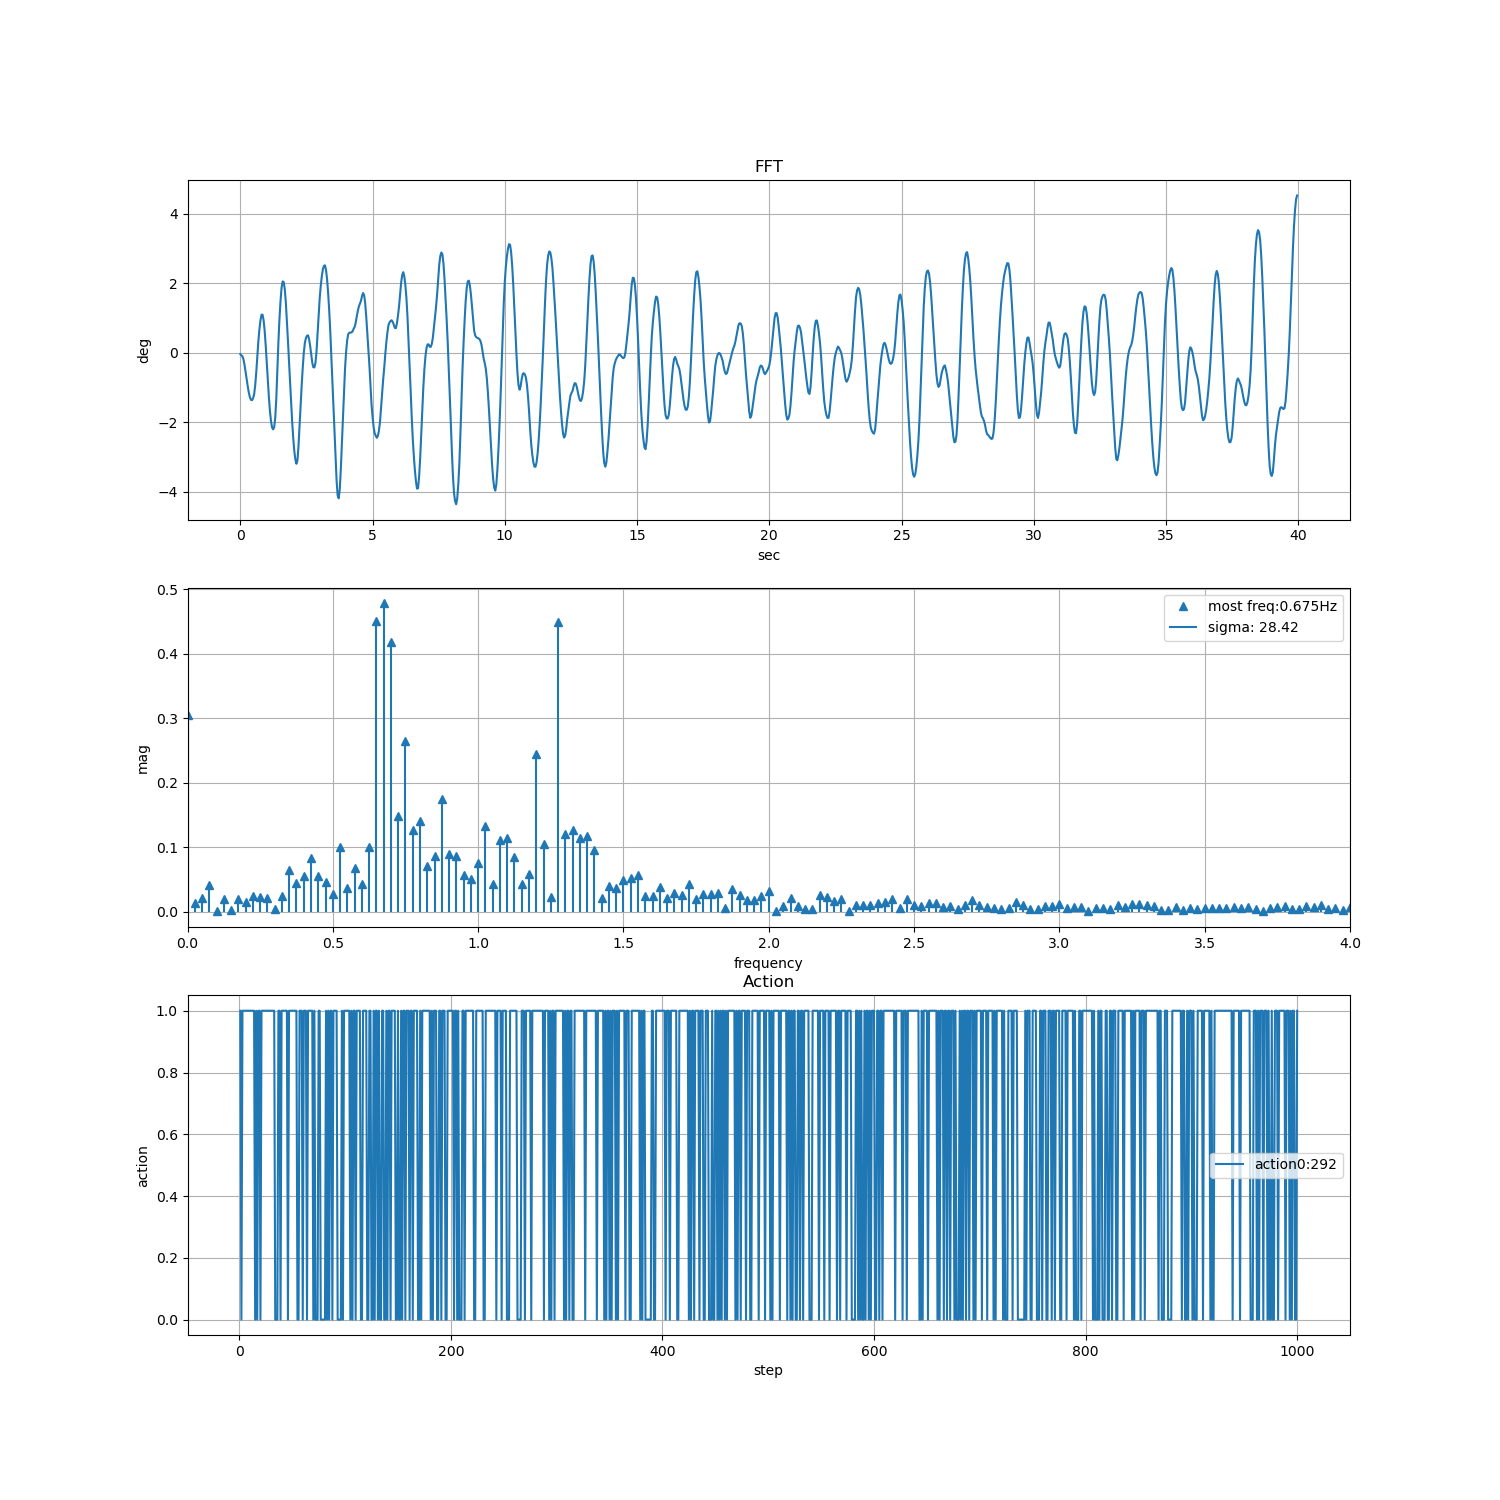 FFT
4
2
0
−2
−4
deg
0 5 10 15 20 25 30 35 40
sec
0.5
0.4
0.3
0.2
0.1
0.0
mag
most freq:0.675Hz
sigma: 28.42
0.0 0.5 1.0 1.5 2.0 2.5 3.0 3.5 4.0
frequency
Action
1.0
0.8
0.6
0.4
0.2
0.0
action
action0:292
0 200 400 600 800 1000
step